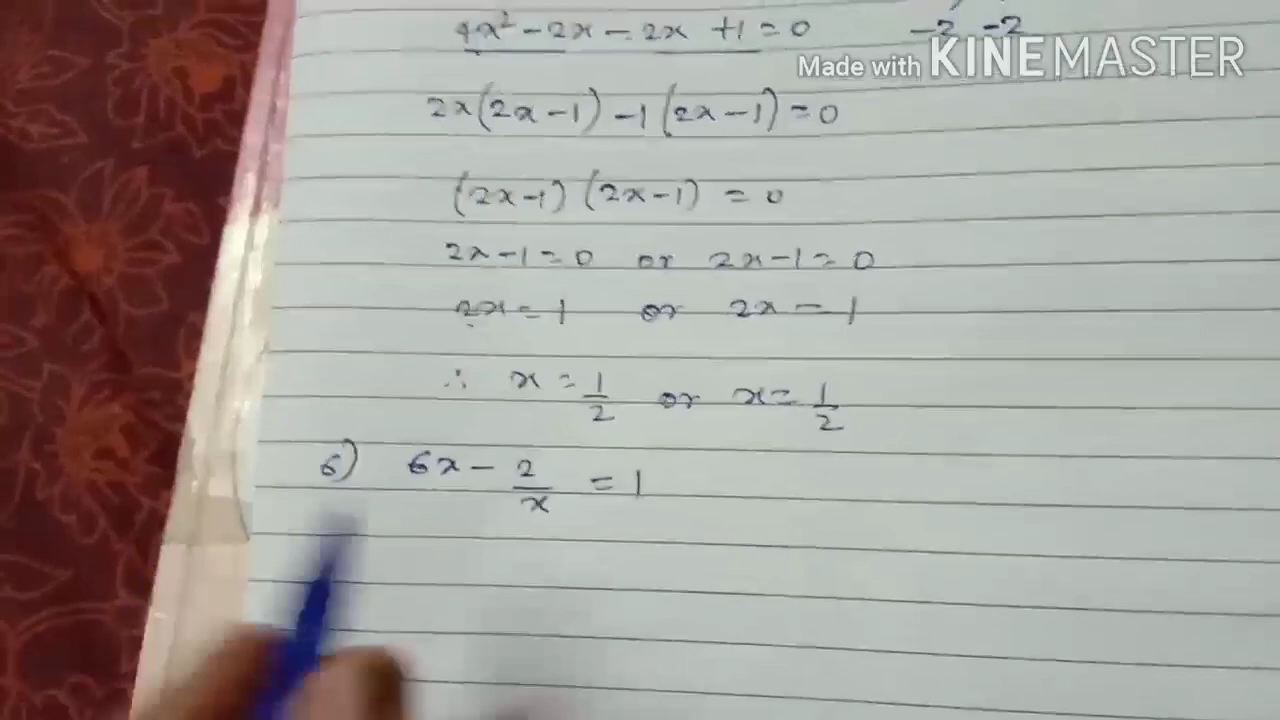 4x² - 2x - 2x + 1 = 0 -2 -2
Made with KINEMASTER
2x(2x-1) -1(2x-1) = 0
(2x-1) (2x-1) = 0
2x-1 = 0 or 2x-1 = 0
2x = 1 or 2x = 1
∴ x = 1/2 or x = 1/2
6) 6x - 2/x = 1